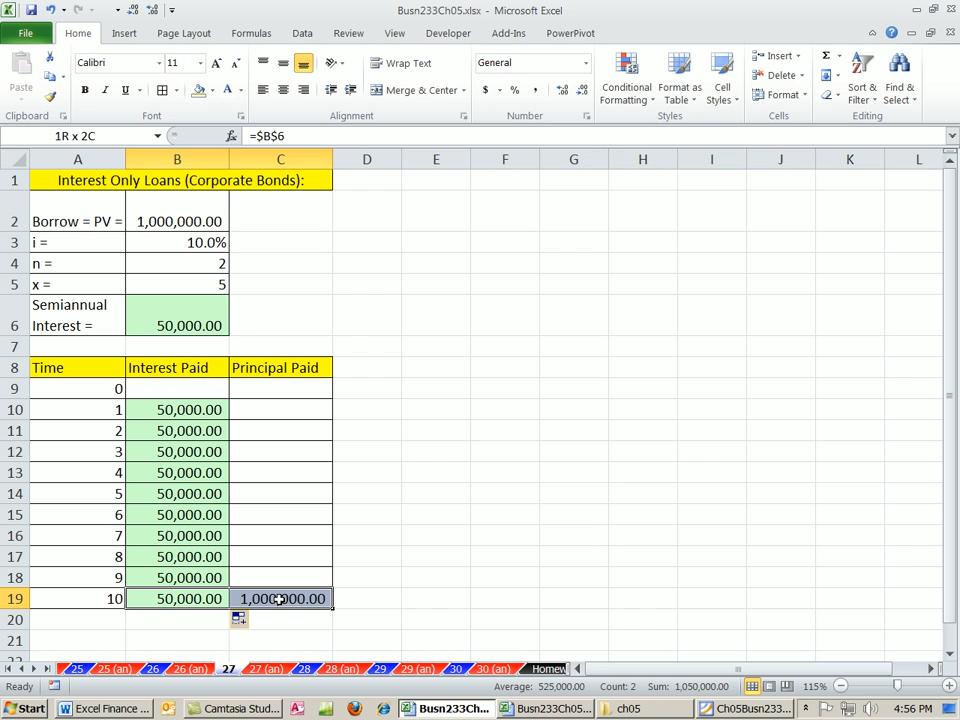 Busn233Ch05.xlsx - Microsoft Excel
File Home Insert Page Layout Formulas Data Review View Developer Add-Ins PowerPivot
Calibri 11 Wrap Text General Insert
Paste B I U Merge & Center $ % , Conditional Formatting Format as Table Cell Styles Delete Format Sort & Filter Find & Select
Clipboard Font Alignment Number Styles Cells Editing
1R x 2C fx =$B$6
A B C D E F G H I J K L
1 Interest Only Loans (Corporate Bonds):
2 Borrow = PV = 1,000,000.00
3 i = 10.0%
4 n = 2
5 x = 5
Semiannual
6 Interest = 50,000.00
7
8 Time Interest Paid Principal Paid
9 0
10 1 50,000.00
11 2 50,000.00
12 3 50,000.00
13 4 50,000.00
14 5 50,000.00
15 6 50,000.00
16 7 50,000.00
17 8 50,000.00
18 9 50,000.00
19 10 50,000.00 1,000,000.00
20
21
25 25 (an) 26 26 (an) 27 27 (an) 28 28 (an) 29 29 (an) 30 30 (an) Homew
Ready Average: 525,000.00 Count: 2 Sum: 1,050,000.00 115%
Start Excel Finance ... Camtasia Stud... Busn233Ch... Busn233Ch05... ch05 Ch05Busn233... 4:56 PM